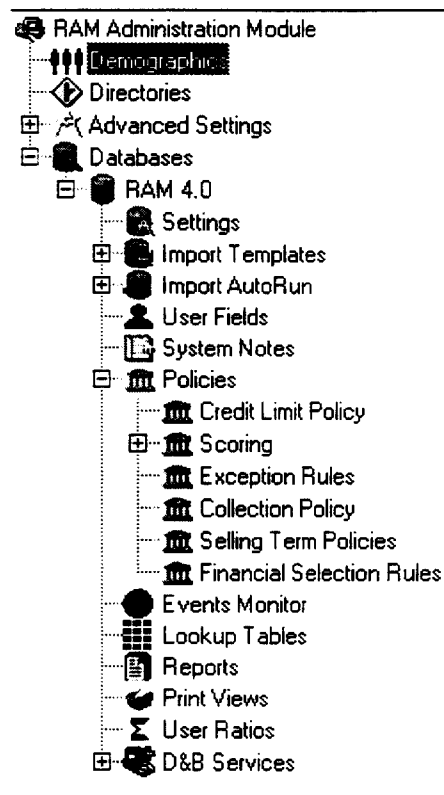 RAM Administration Module
Demographics
Directories
Advanced Settings
Databases
RAM 4.0
Settings
Import Templates
Import AutoRun
User Fields
System Notes
Policies
Credit Limit Policy
Scoring
Exception Rules
Collection Policy
Selling Term Policies
Financial Selection Rules
Events Monitor
Lookup Tables
Reports
Print Views
User Ratios
D&B Services